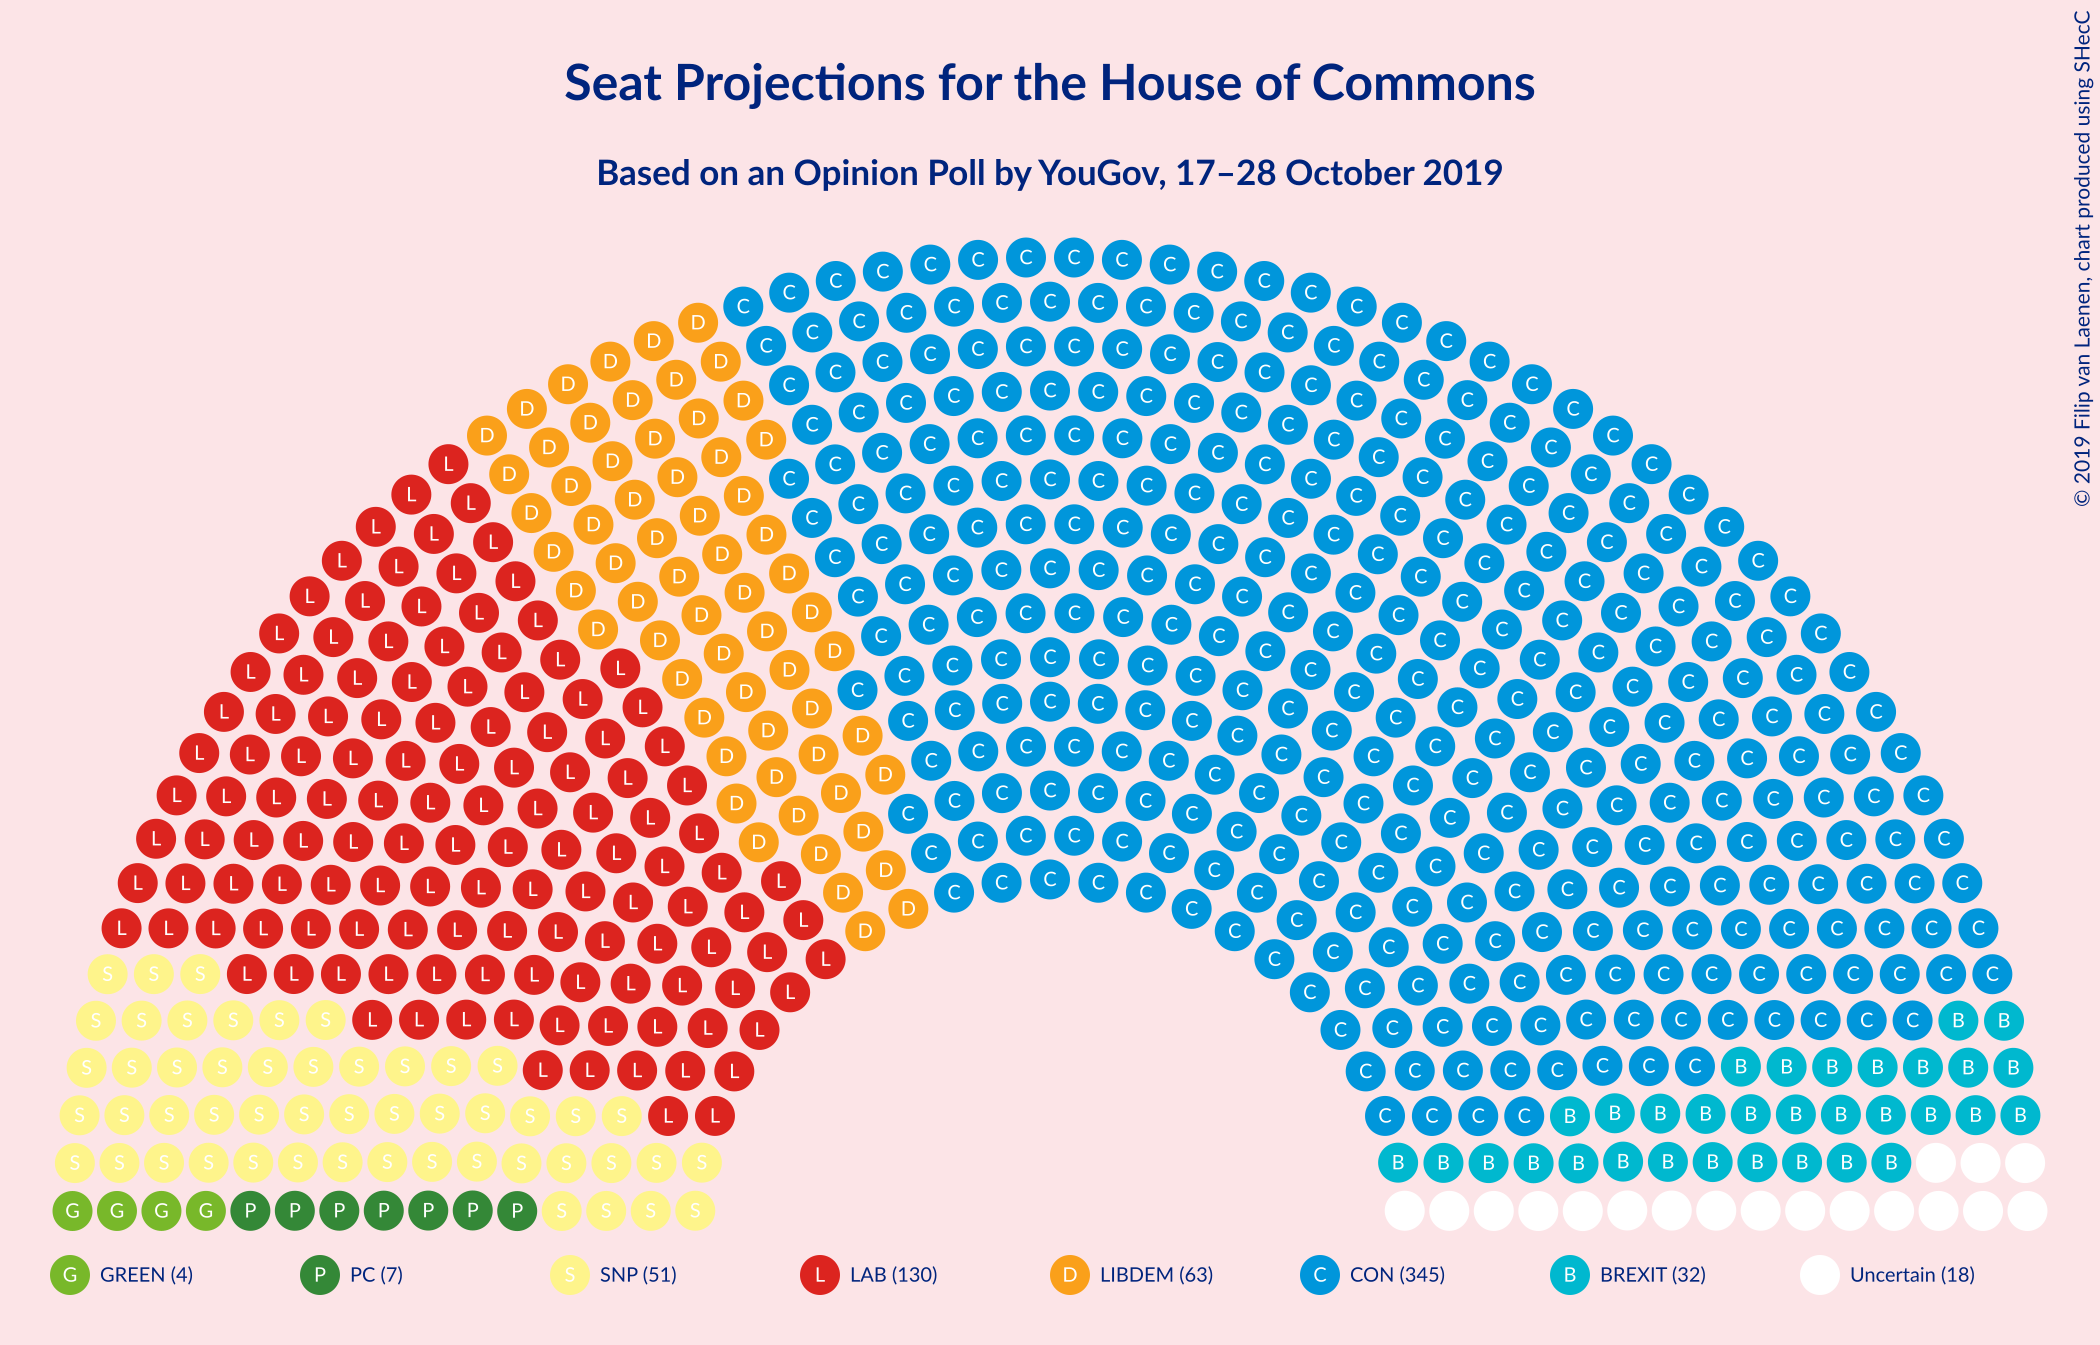 Seat Projections for the House of Commons
Based on an Opinion Poll by YouGov, 17–28 October 2019
© 2019 Filip van Laenen, chart produced using SHecC
G GREEN (4) P PC (7) S SNP (51) L LAB (130) D LIBDEM (63) C CON (345) B BREXIT (32) Uncertain (18)